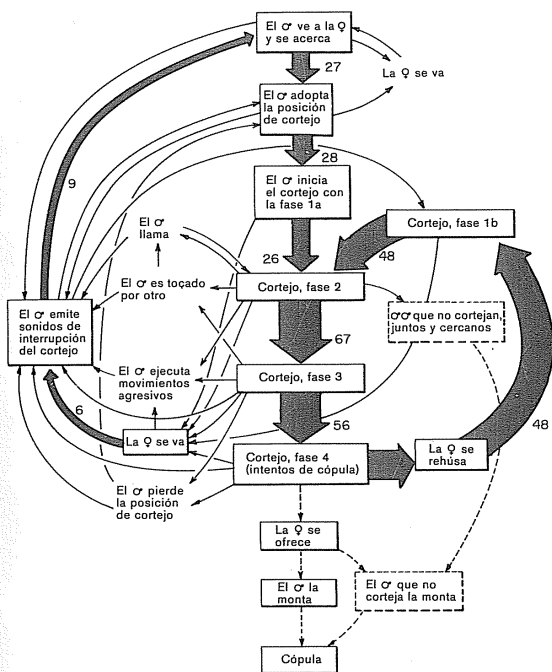 El ♂ ve a la ♀
y se acerca
27
La ♀ se va
El ♂ adopta
la posición
de cortejo
28
9
El ♂ inicia
el cortejo con
la fase 1a
El ♂
llama
Cortejo, fase 1b
26
48
El ♂ es toçado
por otro
Cortejo, fase 2
♂♂ que no cortejan,
juntos y cercanos
El ♂ emite
sonidos de
interrupción
del cortejo
67
El ♂ ejecuta
movimientos
agresivos
Cortejo, fase 3
6
56
48
La ♀ se va
Cortejo, fase 4
(intentos de cópula)
La ♀ se
rehúsa
El ♂ pierde
la posición
de cortejo
La ♀ se
ofrece
El ♂ la
monta
El ♂ que no
corteja la monta
Cópula